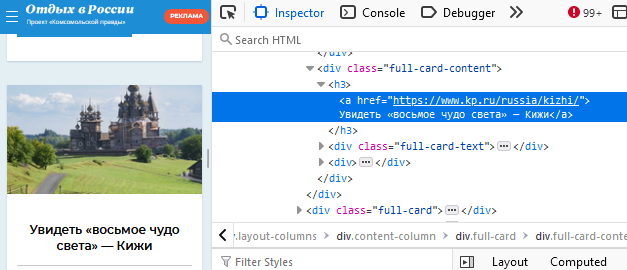 Отдых в России
Проект «Комсомольской правды»
РЕКЛАМА
Увидеть «восьмое чудо
света» — Кижи
Inspector
Console
Debugger
99+
Search HTML
</div>
<div class="full-card-content">
<h3>
<a href="https://www.kp.ru/russia/kizhi/">
Увидеть «восьмое чудо света» — Кижи</a>
</h3>
<div class="full-card-text"> ••• </div>
<div> ••• </div>
</div>
</div>
<div class="full-card"> ••• </div>
.layout-columns
div.content-column
div.full-card
div.full-card-conte
Filter Styles
Layout
Computed